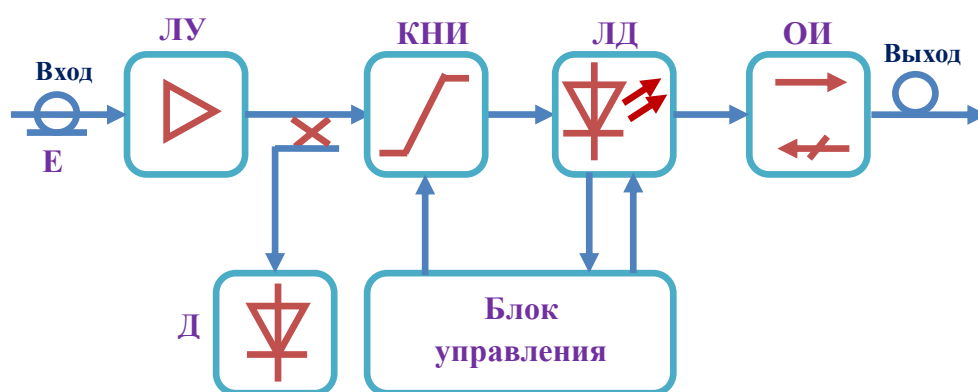 ЛУ
КНИ
ЛД
ОИ
Вход
Выход
Е
Д
Блок
управления